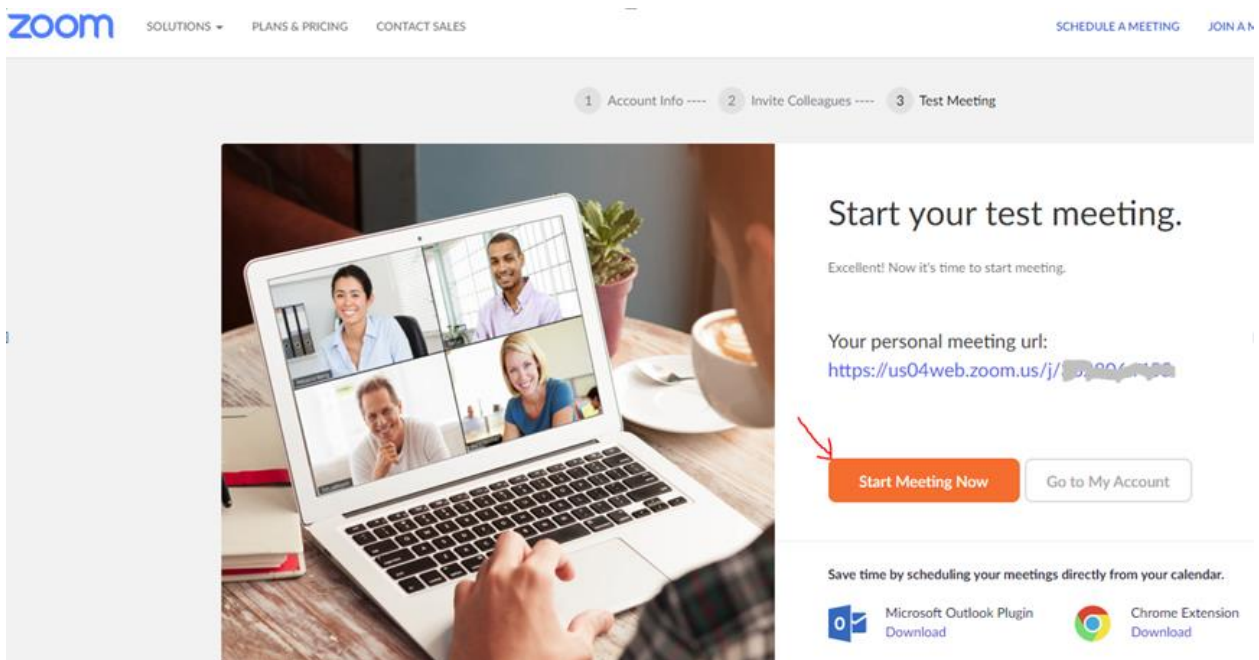 zoom SOLUTIONS PLANS & PRICING CONTACT SALES SCHEDULE A MEETING JOIN A M
1 Account Info ---- 2 Invite Colleagues ---- 3 Test Meeting
Start your test meeting.
Excellent! Now it's time to start meeting.
Your personal meeting url:
https://us04web.zoom.us/j/
Start Meeting Now Go to My Account
Save time by scheduling your meetings directly from your calendar.
Microsoft Outlook Plugin Chrome Extension
Download Download